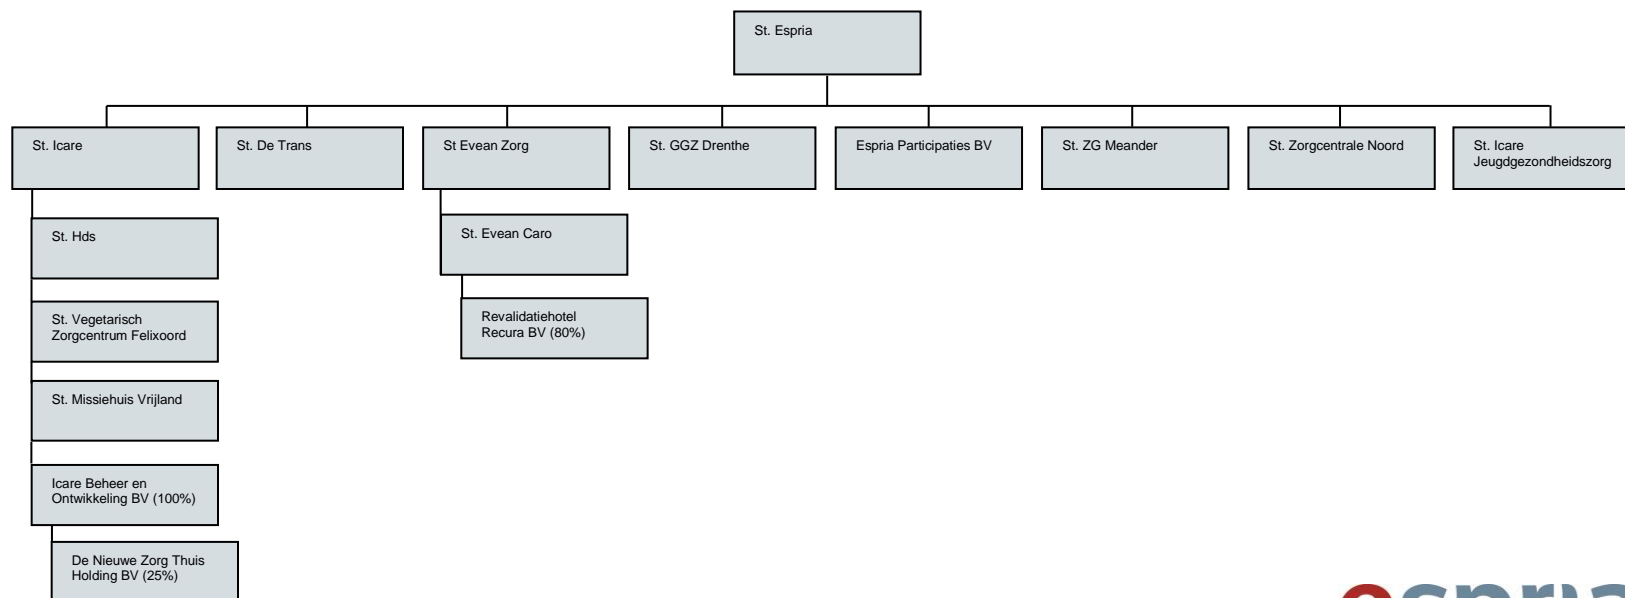 St. Espria
St. Icare
St. De Trans
St Evean Zorg
St. GGZ Drenthe
Espria Participaties BV
St. ZG Meander
St. Zorgcentrale Noord
St. Icare
Jeugdgezondheidszorg
St. Hds
St. Evean Caro
St. Vegetarisch
Zorgcentrum Felixoord
Revalidatiehotel
Recura BV (80%)
St. Missiehuis Vrijland
Icare Beheer en
Ontwikkeling BV (100%)
De Nieuwe Zorg Thuis
Holding BV (25%)
espria